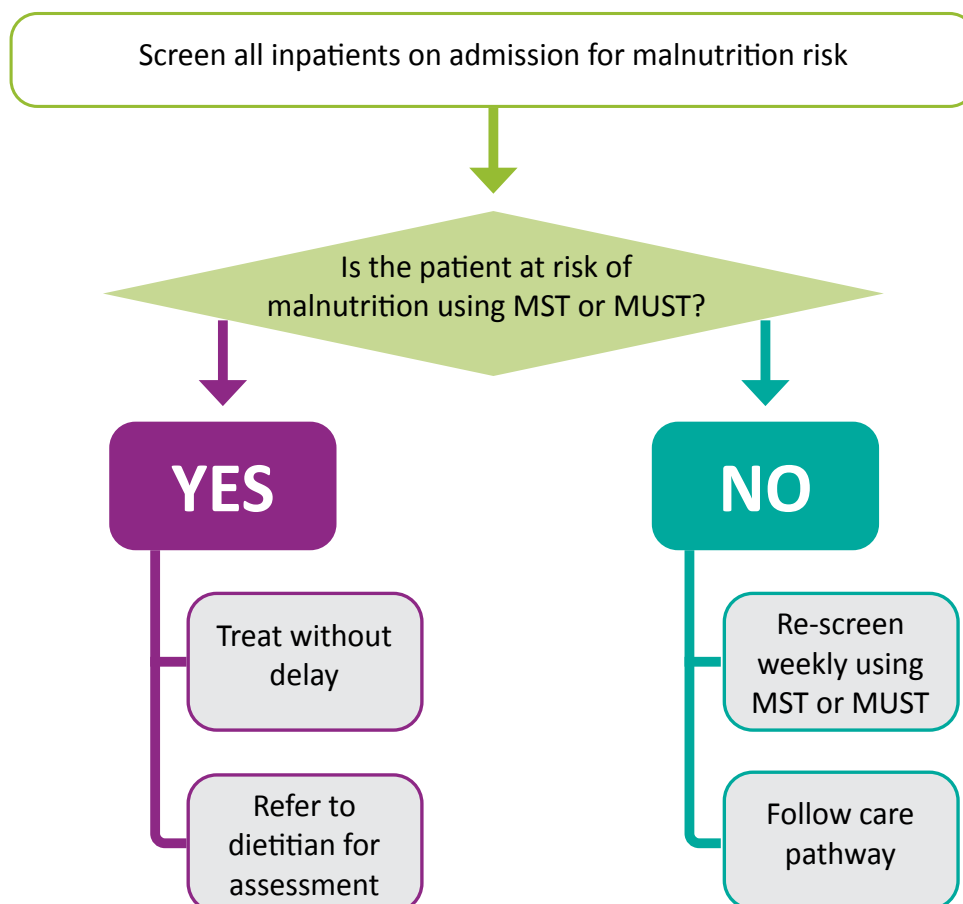 Screen all inpatients on admission for malnutrition risk
Is the patient at risk of
malnutrition using MST or MUST?
YES
Treat without
delay
Refer to
dietitian for
assessment
NO
Re-screen
weekly using
MST or MUST
Follow care
pathway